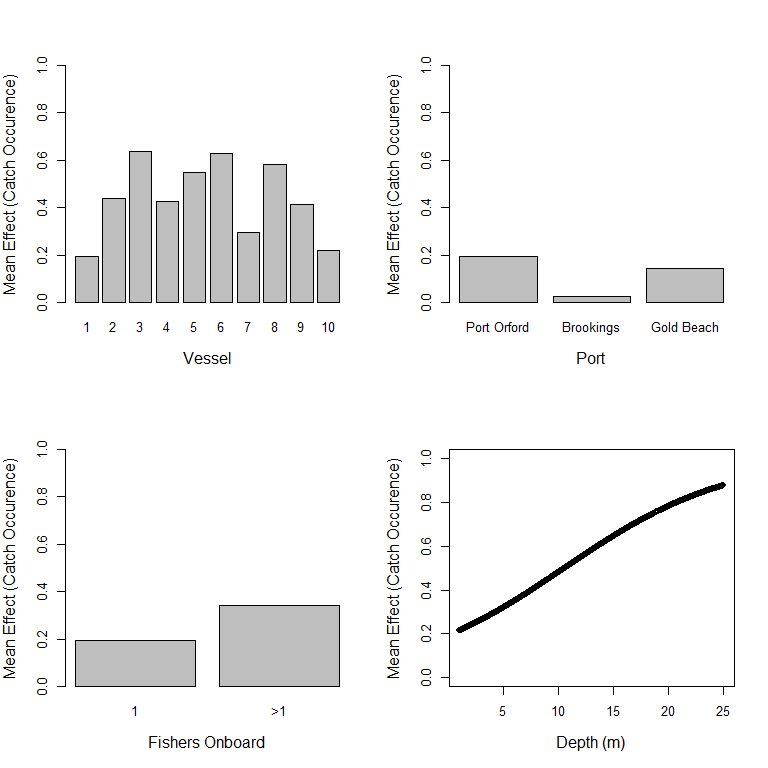 Mean Effect (Catch Occurence)
1.0
0.8
0.6
0.4
0.2
0.0
1 2 3 4 5 6 7 8 9 10
Vessel
Mean Effect (Catch Occurence)
1.0
0.8
0.6
0.4
0.2
0.0
Port Orford Brookings Gold Beach
Port
Mean Effect (Catch Occurence)
1.0
0.8
0.6
0.4
0.2
0.0
1 >1
Fishers Onboard
Mean Effect (Catch Occurence)
1.0
0.8
0.6
0.4
0.2
0.0
5 10 15 20 25
Depth (m)